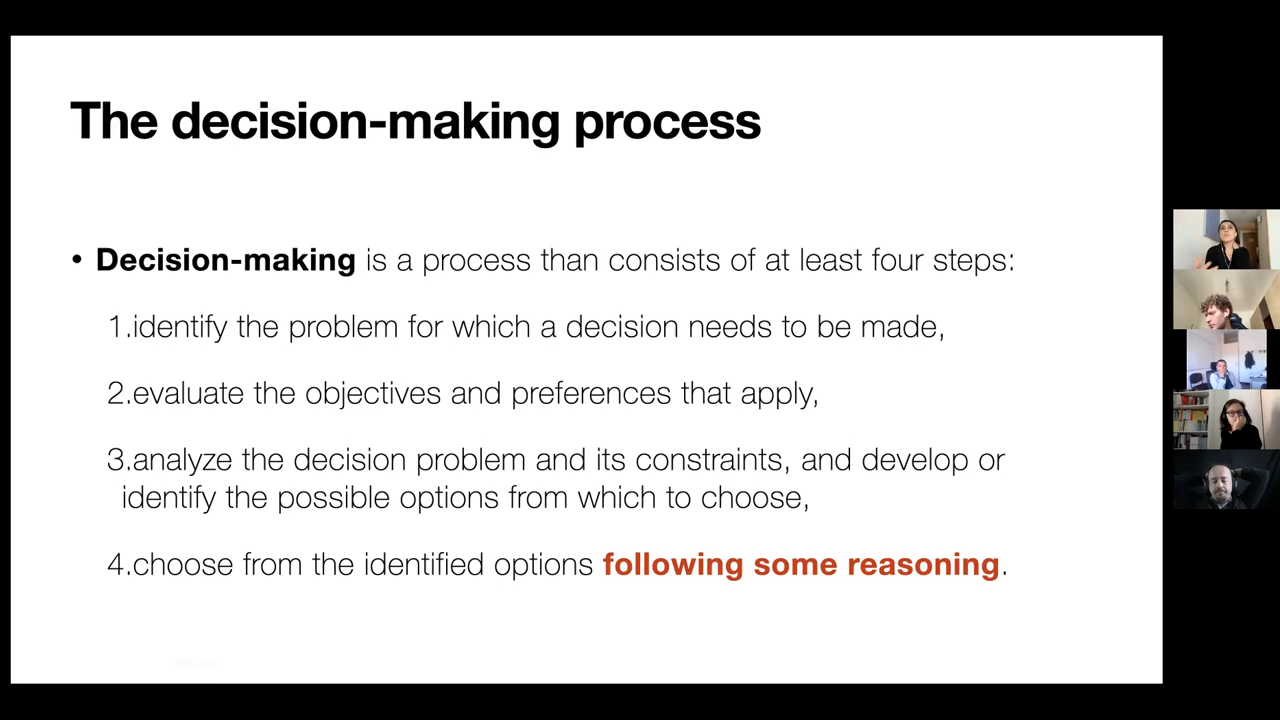 The decision-making process
• Decision-making is a process than consists of at least four steps:
1.identify the problem for which a decision needs to be made,
2.evaluate the objectives and preferences that apply,
3.analyze the decision problem and its constraints, and develop or
identify the possible options from which to choose,
4.choose from the identified options following some reasoning.